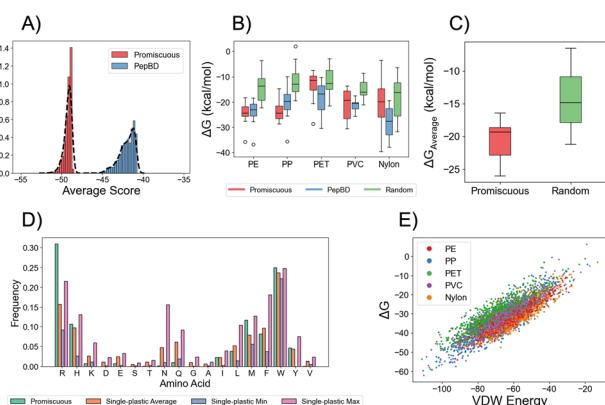 A)
1.4
1.2
1.0
0.8
0.6
0.4
0.2
0.0
Promiscuous
PepBD
−55 −50 −45 −40 −35
Average Score
B)
ΔG (kcal/mol)
0
−10
−20
−30
−40
PE PP PET PVC Nylon
Promiscuous PepBD Random
C)
ΔGAverage (kcal/mol)
−10
−15
−20
−25
Promiscuous Random
D)
Frequency
0.30
0.25
0.20
0.15
0.10
0.05
0.00
R H K D E S T N Q G A I L M F W Y V
Amino Acid
Promiscuous Single-plastic Average Single-plastic Min Single-plastic Max
E)
PE
PP
PET
PVC
Nylon
ΔG
0
−10
−20
−30
−40
−50
−60
−100 −80 −60 −40 −20
VDW Energy